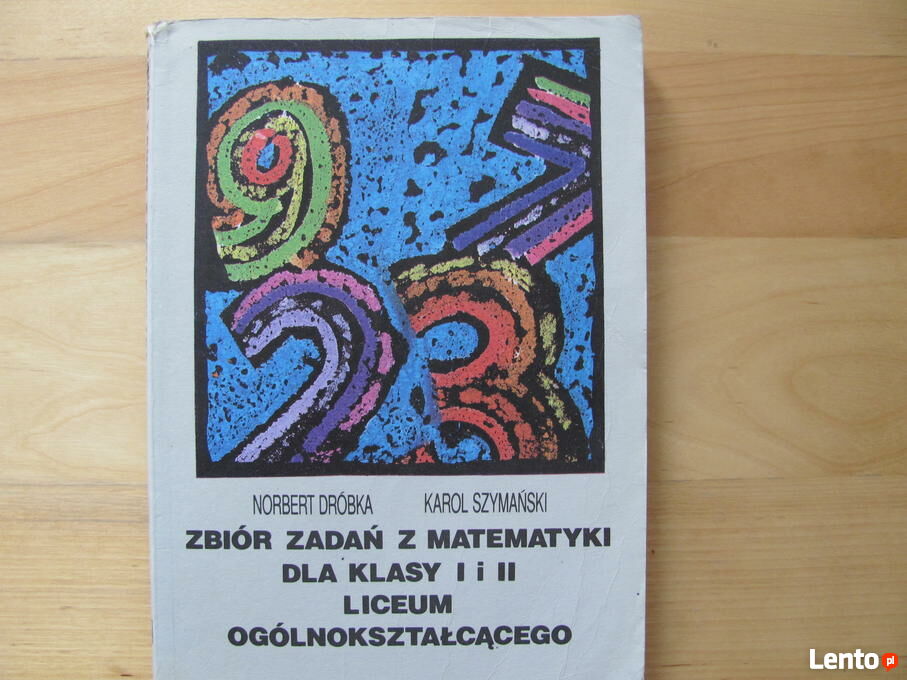 NORBERT DRÓBKA KAROL SZYMAŃSKI
ZBIÓR ZADAŃ Z MATEMATYKI
DLA KLASY I i II
LICEUM
OGÓLNOKSZTAŁCĄCEGO
Lento.pl